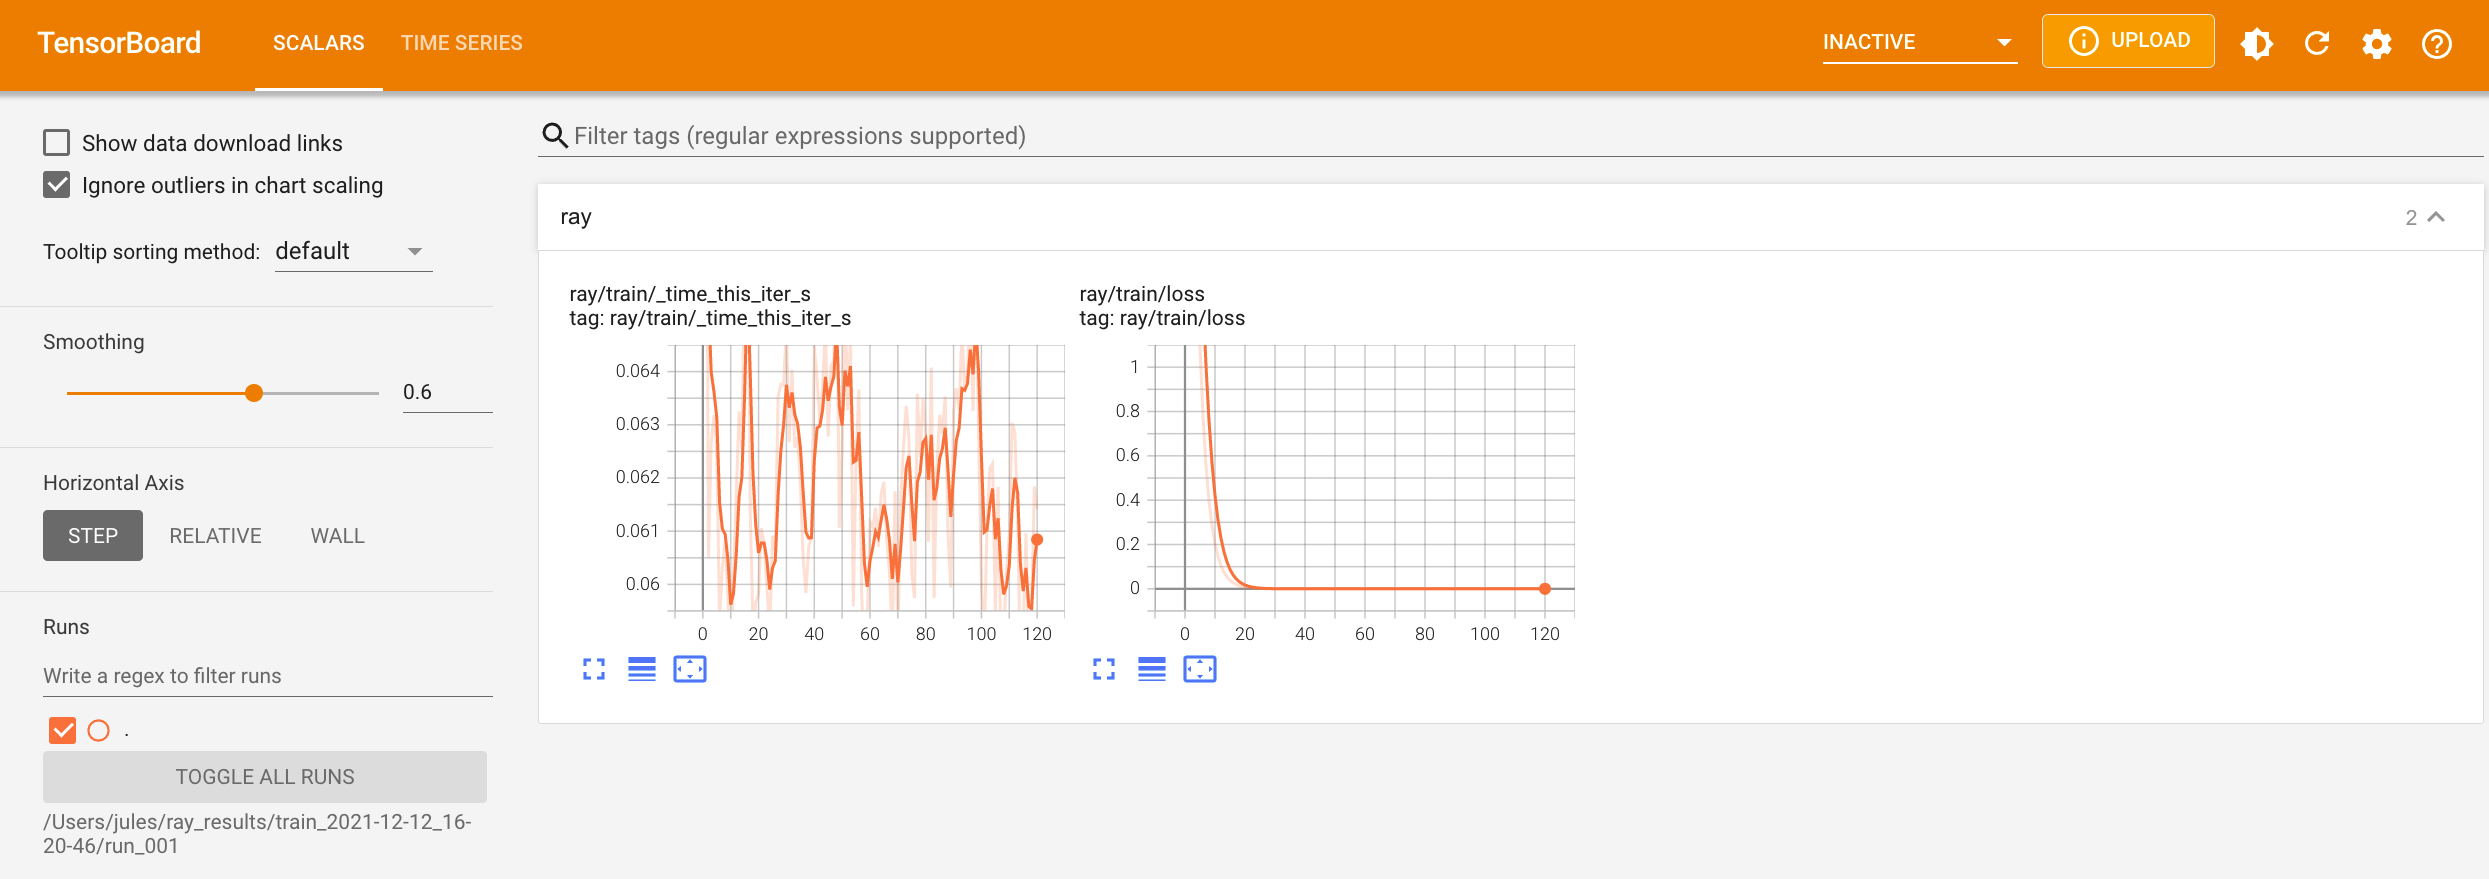 TensorBoard
SCALARS
TIME SERIES
INACTIVE
UPLOAD
Show data download links
Ignore outliers in chart scaling
Tooltip sorting method: default
Smoothing
0.6
Horizontal Axis
STEP
RELATIVE
WALL
Runs
Write a regex to filter runs
.
TOGGLE ALL RUNS
/Users/jules/ray_results/train_2021-12-12_16-
20-46/run_001
Filter tags (regular expressions supported)
ray
2
ray/train/_time_this_iter_s
tag: ray/train/_time_this_iter_s
0.064
0.063
0.062
0.061
0.06
0 20 40 60 80 100 120
ray/train/loss
tag: ray/train/loss
1
0.8
0.6
0.4
0.2
0
0 20 40 60 80 100 120